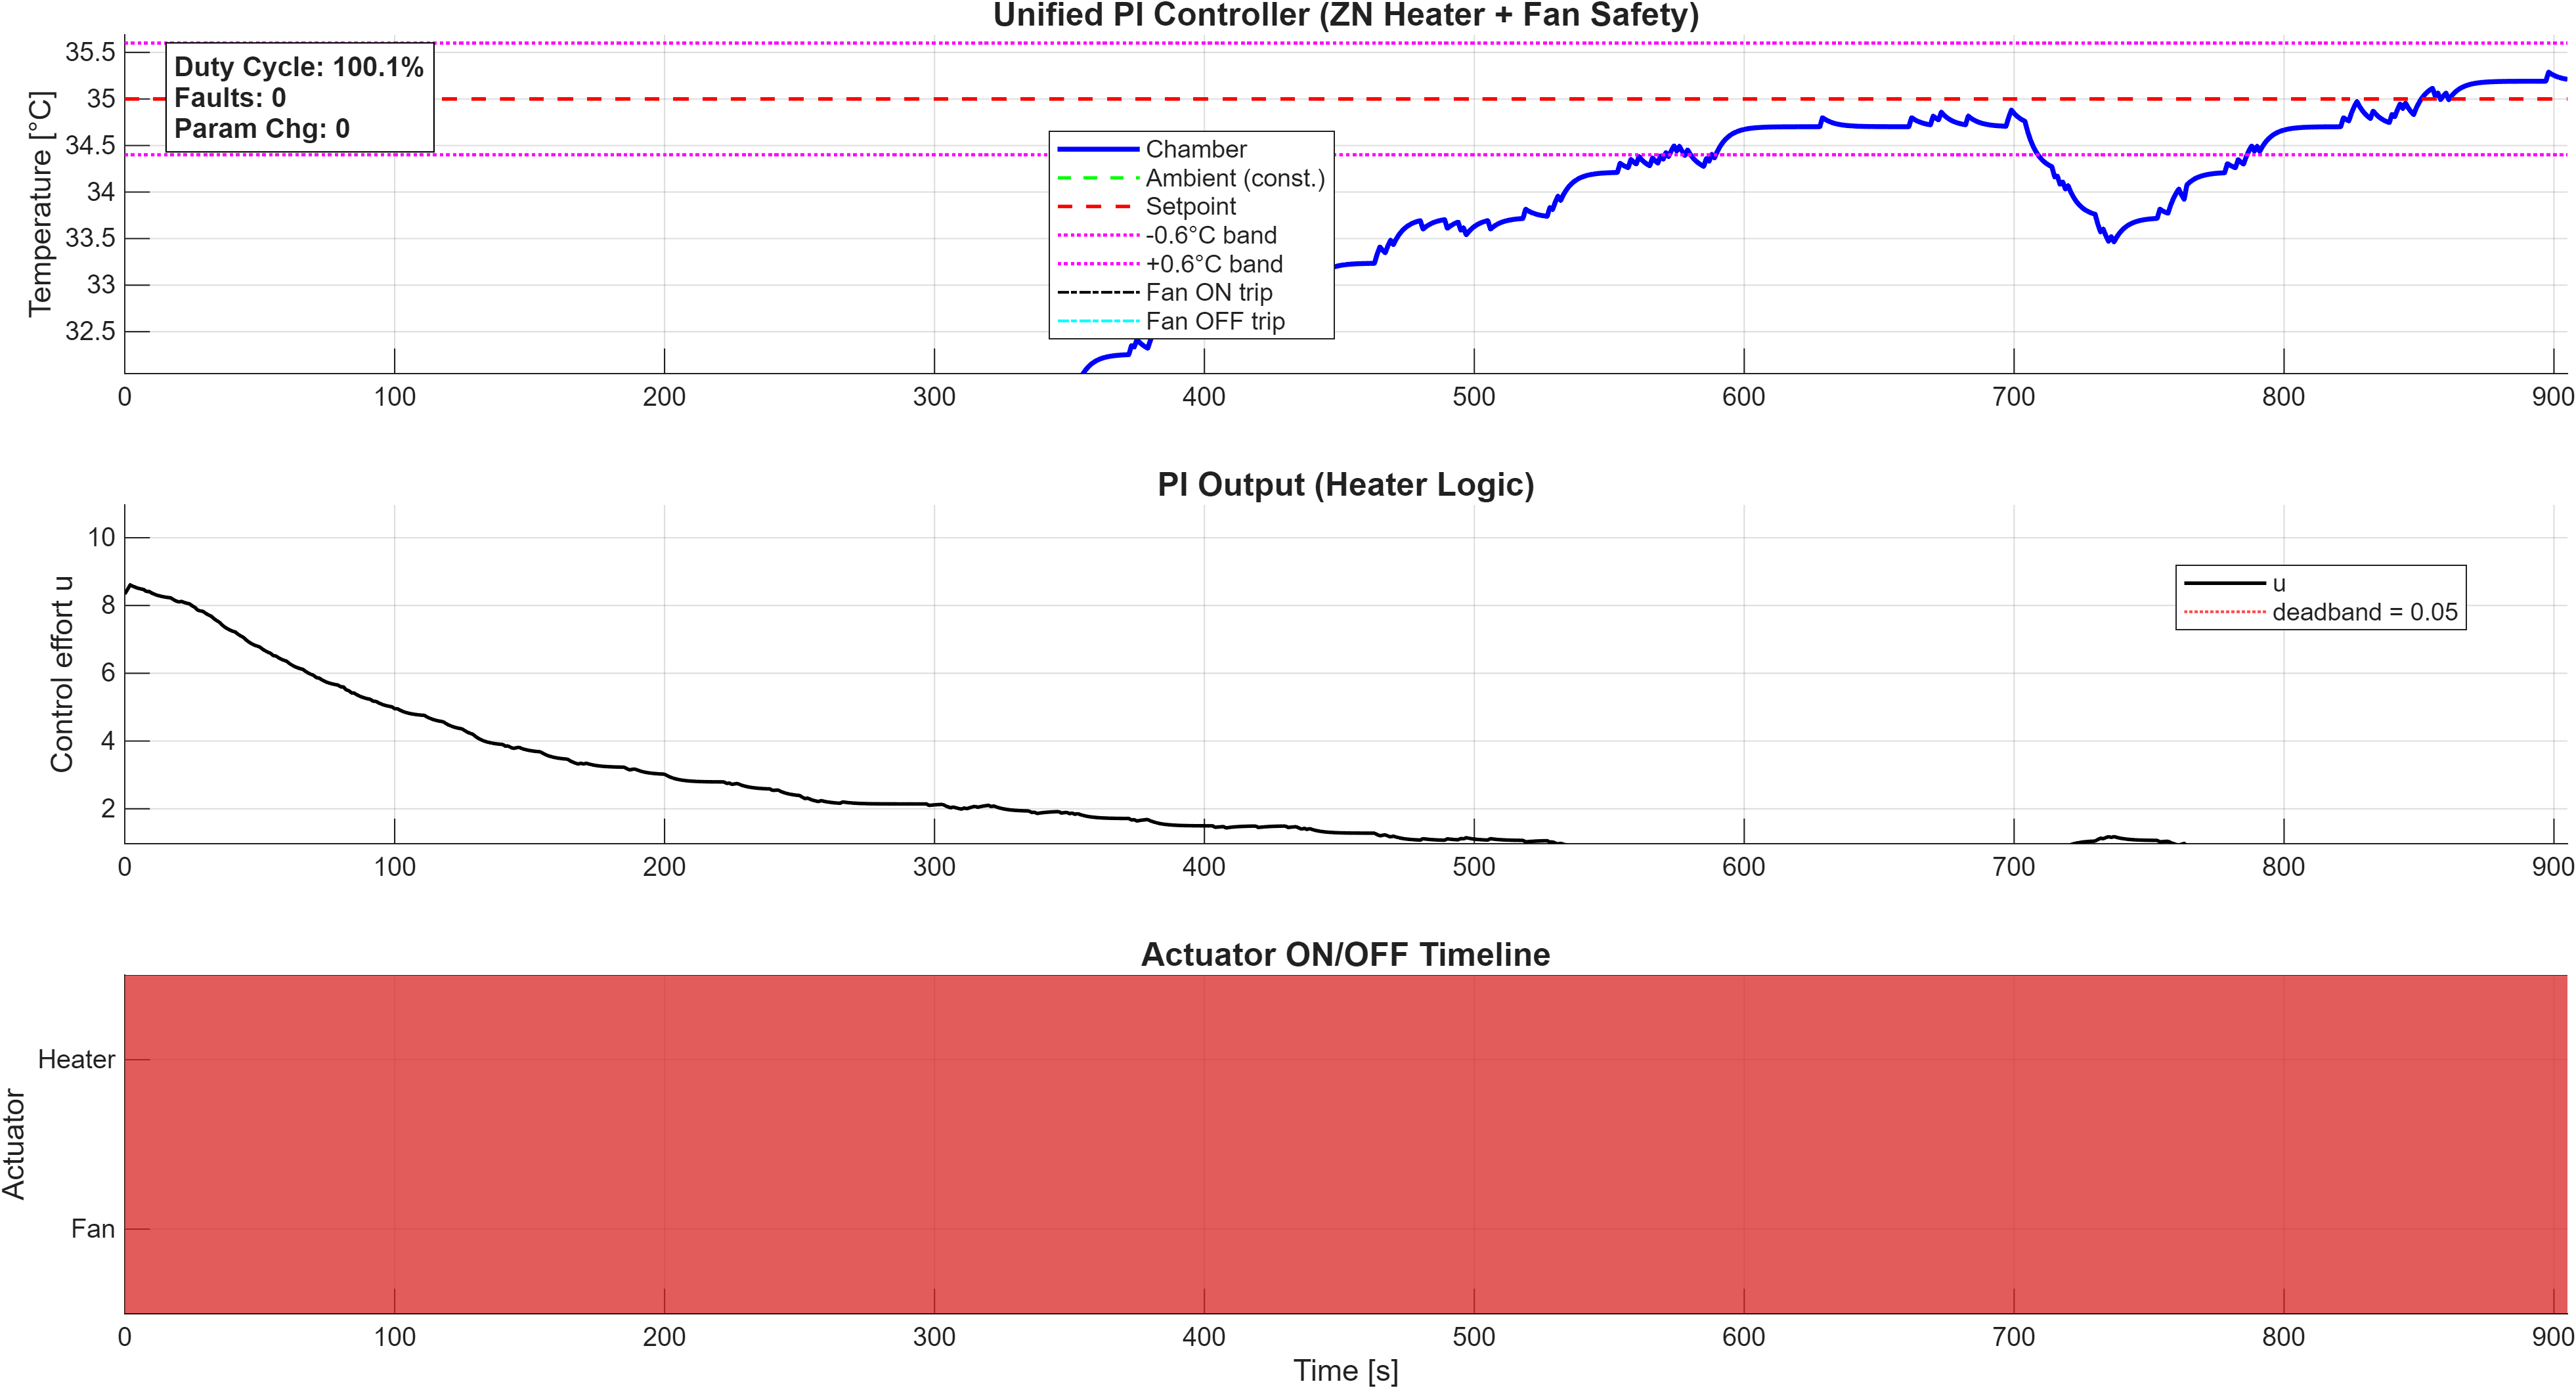 Unified PI Controller (ZN Heater + Fan Safety)
Temperature [°C]
35.5
35
34.5
34
33.5
33
32.5
Duty Cycle: 100.1%
Faults: 0
Param Chg: 0
Chamber
Ambient (const.)
Setpoint
-0.6°C band
+0.6°C band
Fan ON trip
Fan OFF trip
0 100 200 300 400 500 600 700 800 900
PI Output (Heater Logic)
Control effort u
10
8
6
4
2
u
deadband = 0.05
0 100 200 300 400 500 600 700 800 900
Actuator ON/OFF Timeline
Actuator
Heater
Fan
0 100 200 300 400 500 600 700 800 900
Time [s]